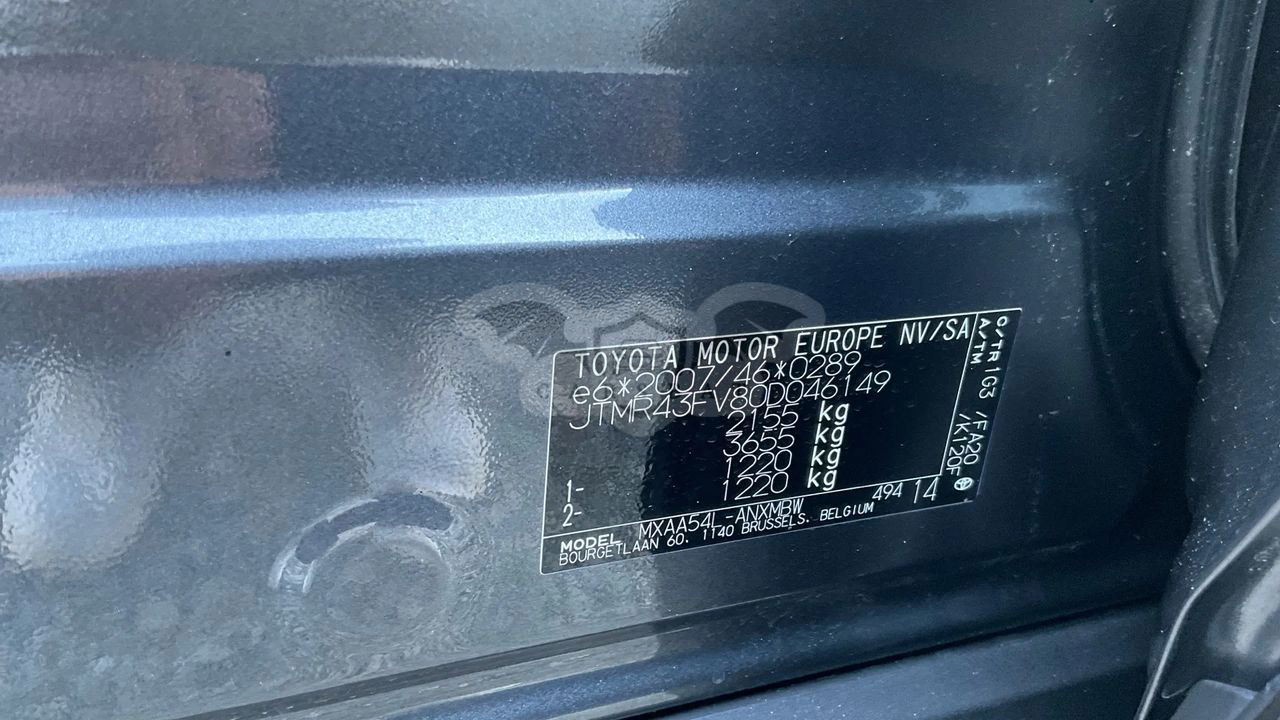 TOYOTA MOTOR EUROPE NV/SA
e6*2007/46*0289
JTMR43FV80D046149
2155 kg
3655 kg
1- 1220 kg
2- 1220 kg
MODEL MXAA54L-ANXMBW 494 14
BOURGETLAAN 60, 1140 BRUSSELS, BELGIUM
C/TR 1G3 /FA20
A/TM. /K120F